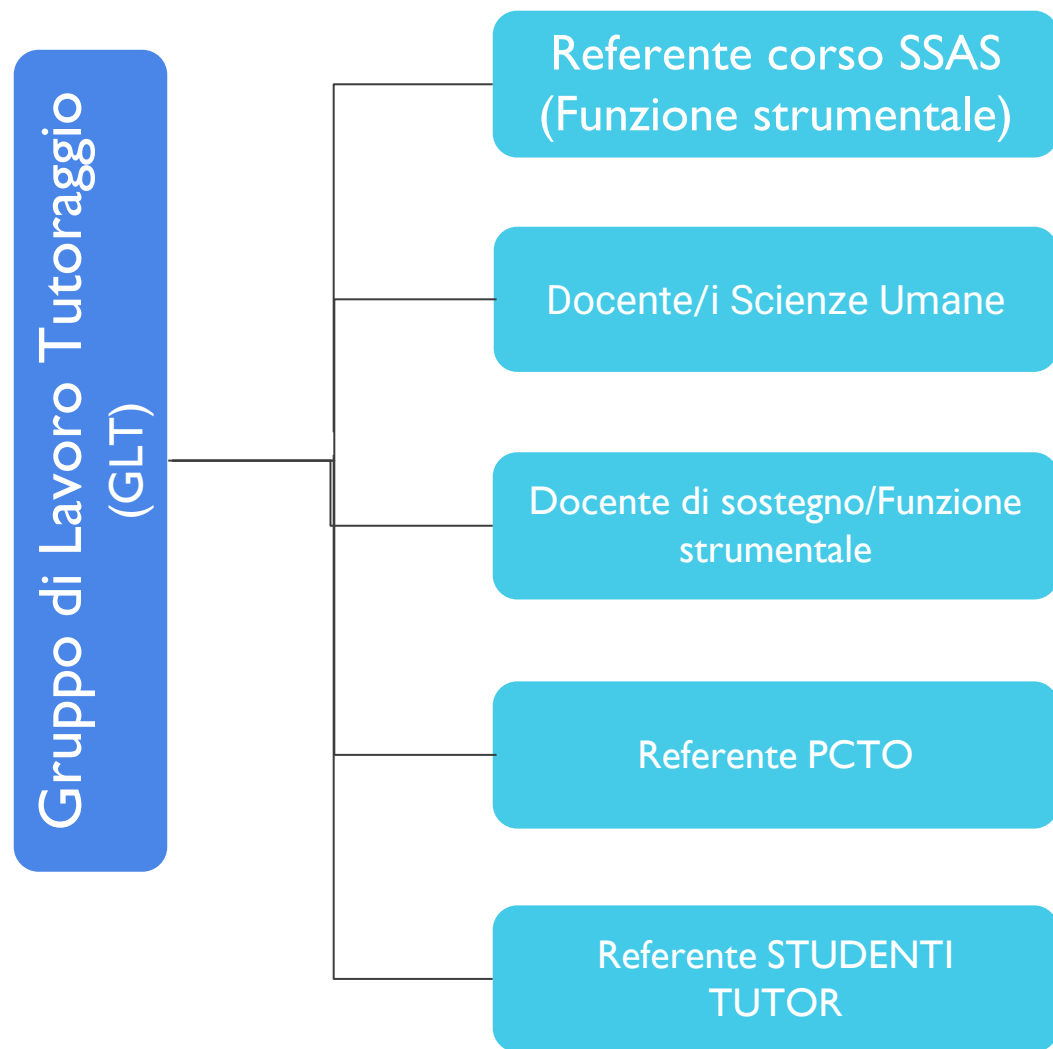 Gruppo di Lavoro Tutoraggio
(GLT)
Referente corso SSAS
(Funzione strumentale)
Docente/i Scienze Umane
Docente di sostegno/Funzione
strumentale
Referente PCTO
Referente STUDENTI
TUTOR